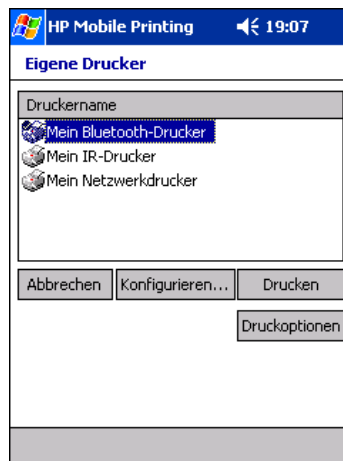 HP Mobile Printing 19:07
Eigene Drucker
Druckername
Mein Bluetooth-Drucker
Mein IR-Drucker
Mein Netzwerkdrucker
Abbrechen Konfigurieren... Drucken
Druckoptionen